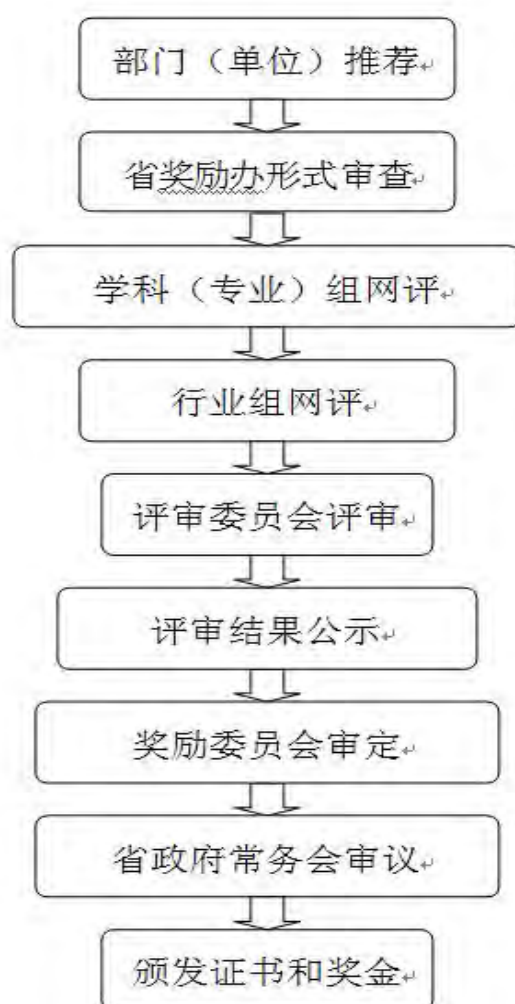 部门（单位）推荐
省奖励办形式审查
学科（专业）组网评
行业组网评
评审委员会评审
评审结果公示
奖励委员会审定
省政府常务会审议
颁发证书和奖金